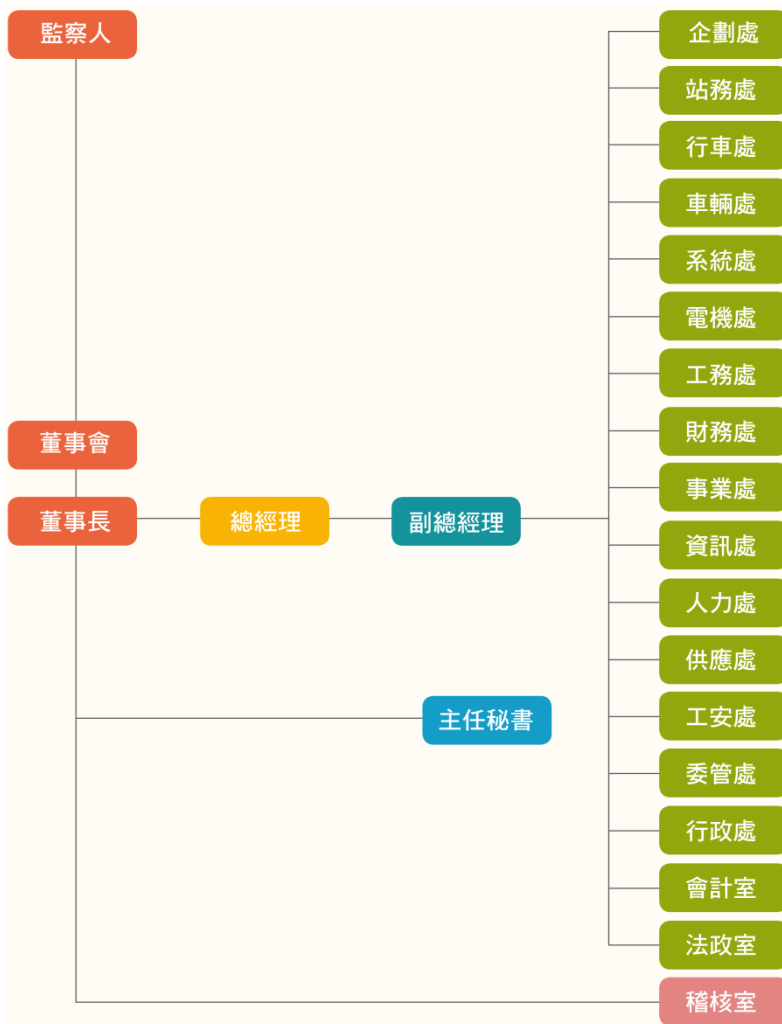 監察人
董事會
董事長
總經理
副總經理
主任秘書
企劃處
站務處
行車處
車輛處
系統處
電機處
工務處
財務處
事業處
資訊處
人力處
供應處
工安處
委管處
行政處
會計室
法政室
稽核室